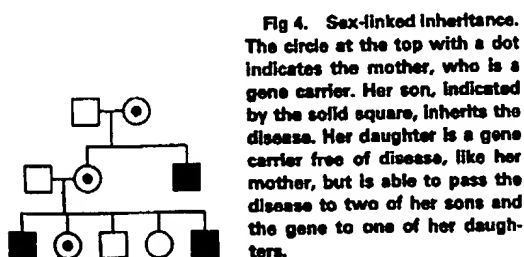 Fig 4. Sex-linked inheritance.
The circle at the top with a dot
indicates the mother, who is a
gene carrier. Her son, indicated
by the solid square, inherits the
disease. Her daughter is a gene
carrier free of disease, like her
mother, but is able to pass the
disease to two of her sons and
the gene to one of her daugh-
ters.